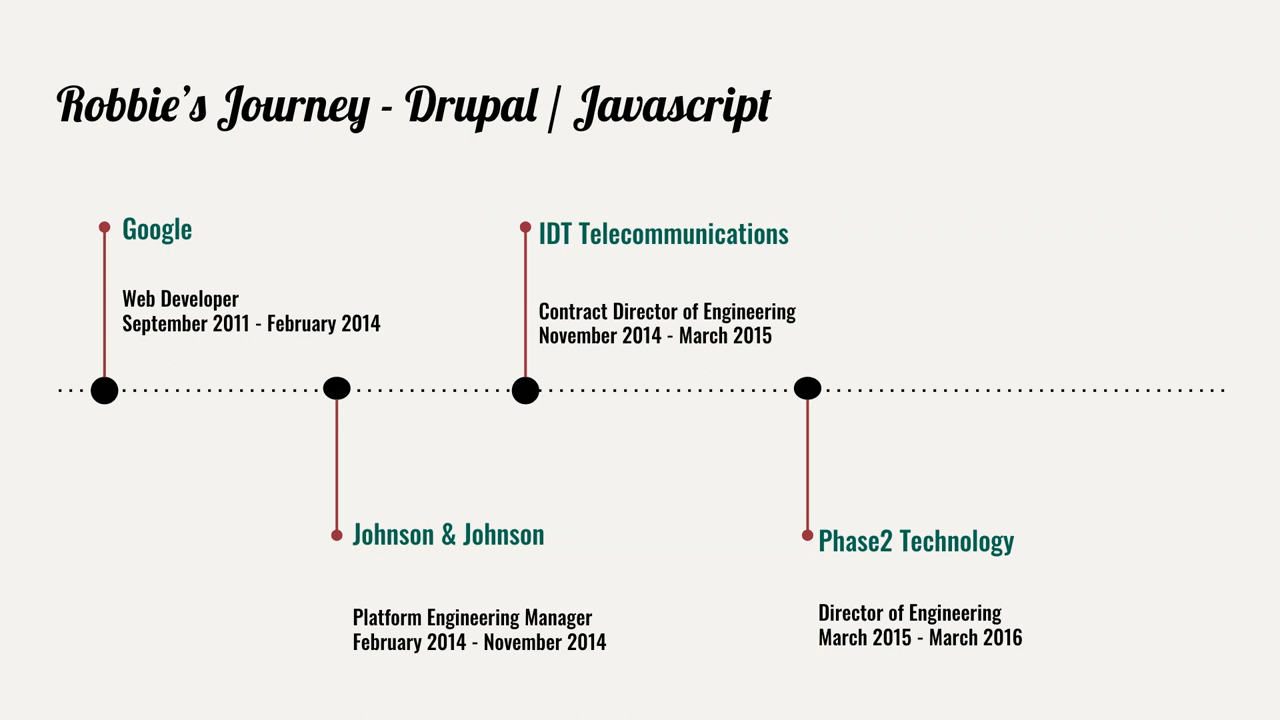 Robbie's Journey - Drupal / Javascript
Google
Web Developer
September 2011 - February 2014
IDT Telecommunications
Contract Director of Engineering
November 2014 - March 2015
Johnson & Johnson
Platform Engineering Manager
February 2014 - November 2014
Phase2 Technology
Director of Engineering
March 2015 - March 2016